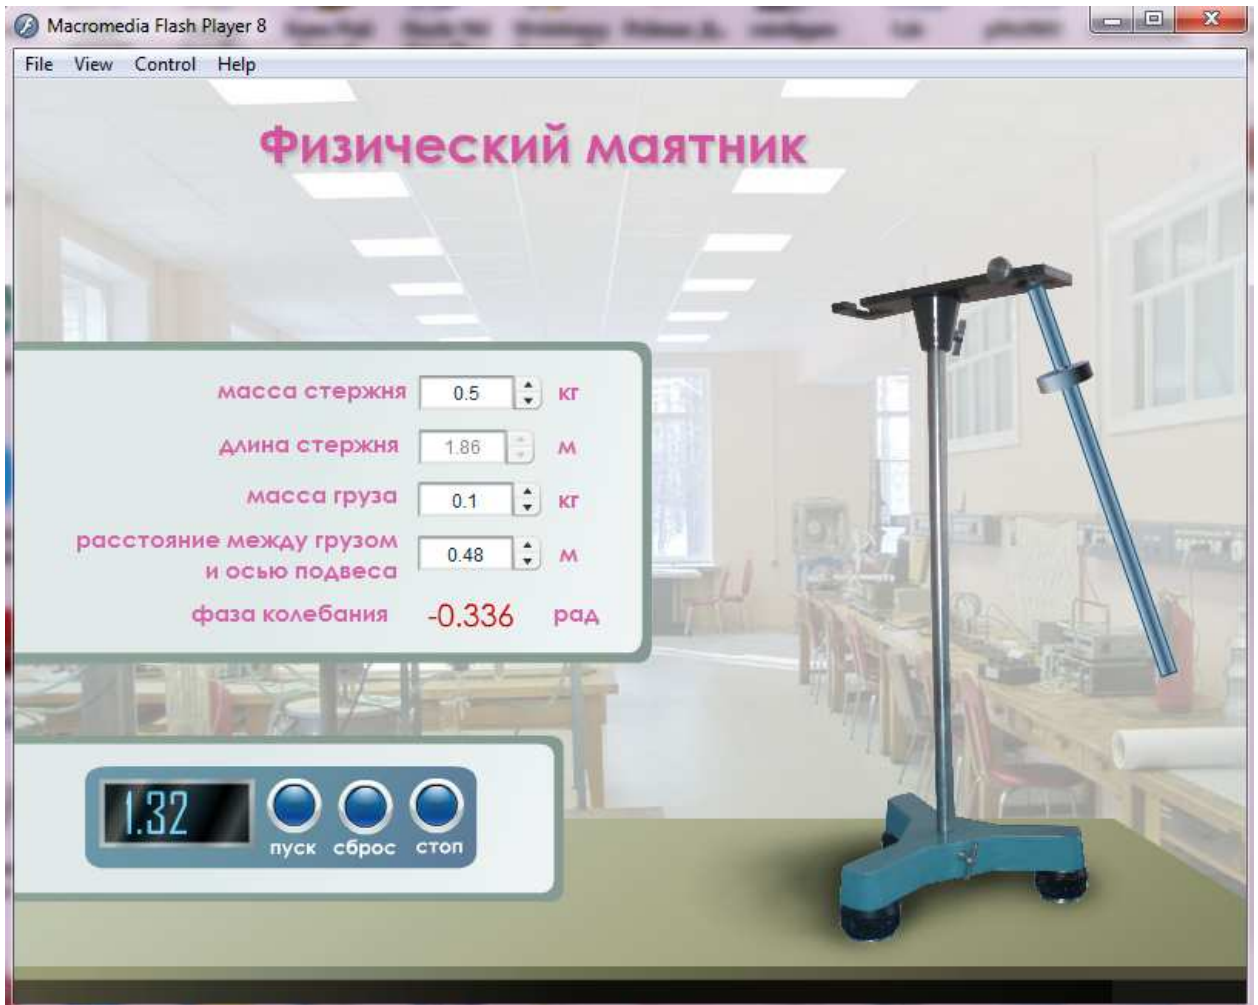 Macromedia Flash Player 8
File View Control Help
Физический маятник
масса стержня 0.5 кг
длина стержня 1.86 м
масса груза 0.1 кг
расстояние между грузом
и осью подвеса 0.48 м
фаза колебания -0.336 рад
1.32
пуск сброс стоп